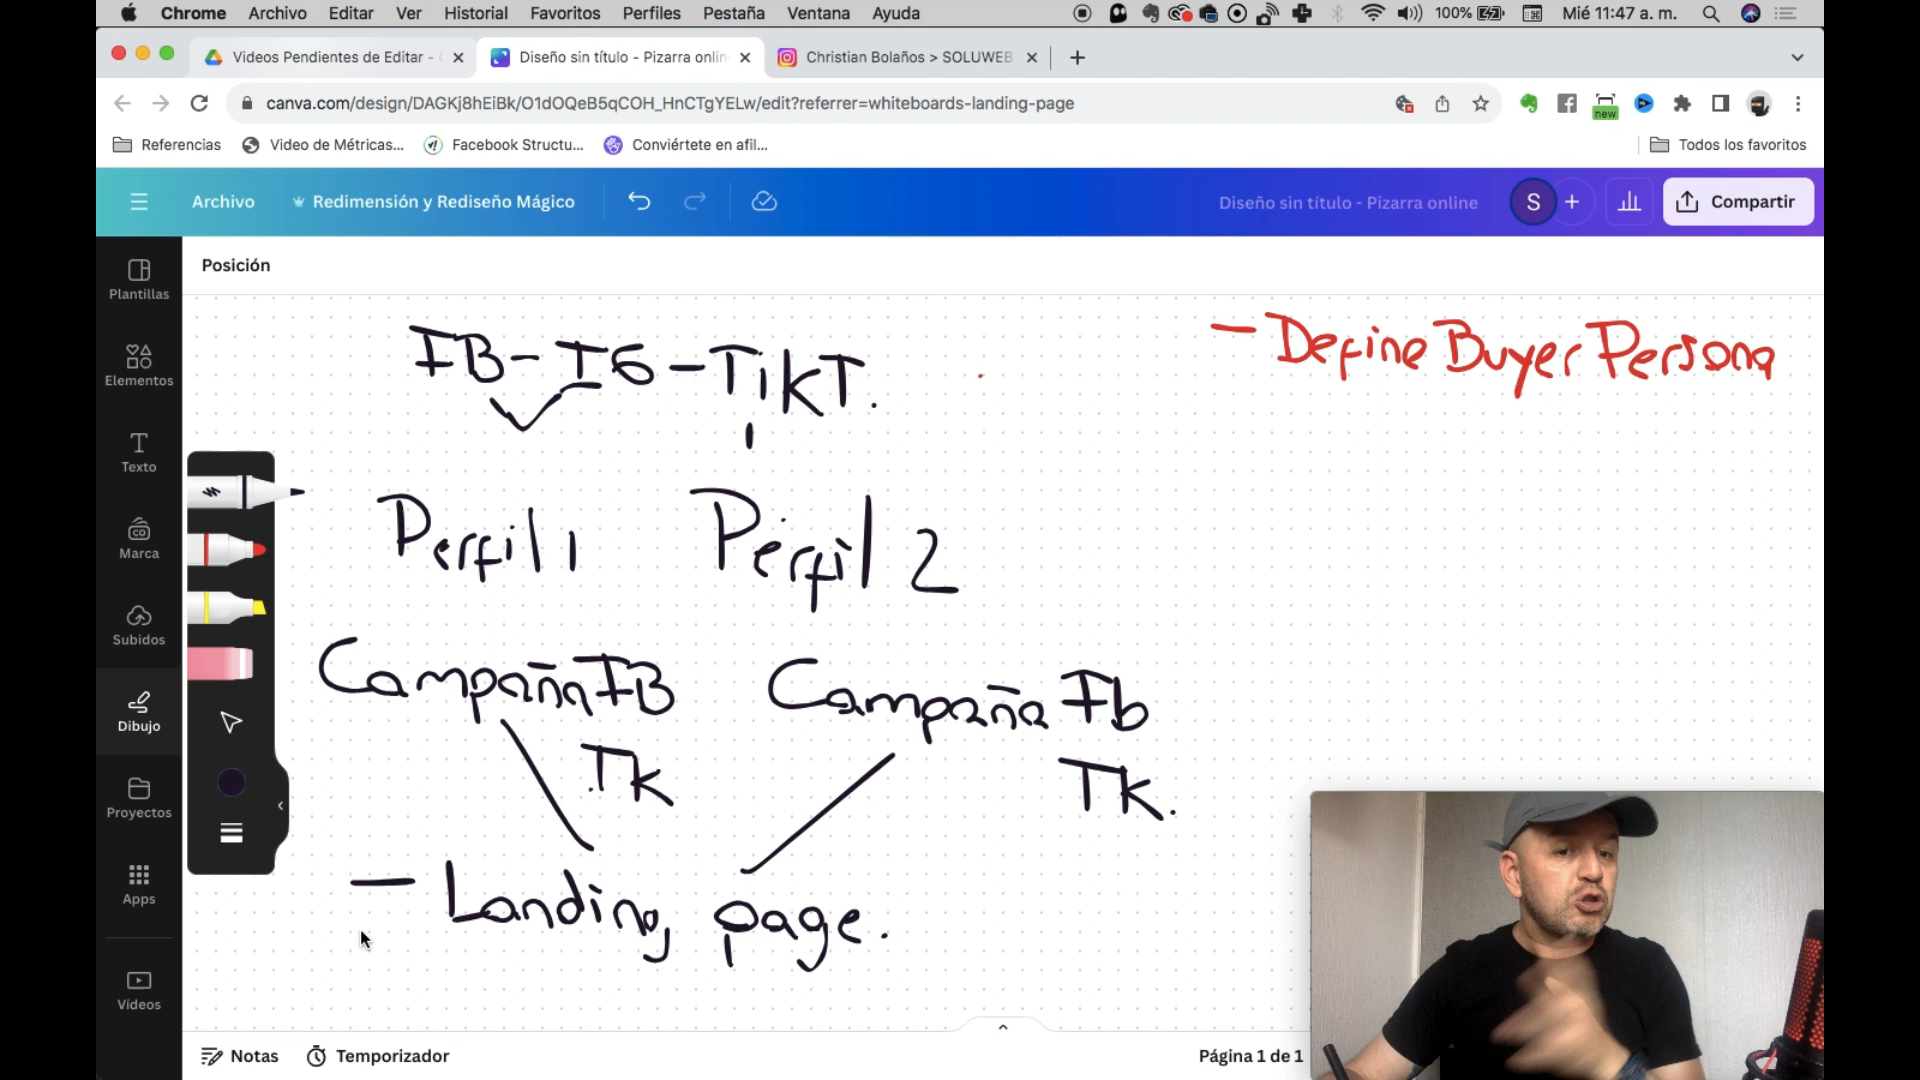 Chrome Archivo Editar Ver Historial Favoritos Perfiles Pestaña Ventana Ayuda 100% Mié 11:47 a. m.
Videos Pendientes de Editar - Diseño sin título - Pizarra onlin Christian Bolaños > SOLUWEB
canva.com/design/DAGKj8hEiBk/O1dOQeB5qCOH_HnCTgYELw/edit?referrer=whiteboards-landing-page
new
Referencias Video de Métricas... Facebook Structu... Conviértete en afil... Todos los favoritos
Archivo Redimensión y Rediseño Mágico Diseño sin título - Pizarra online S + Compartir
Posición
Plantillas
Elementos
Texto
Marca
Subidos
Dibujo
Proyectos
Apps
Vídeos
FB - IG - TikT.
- Define Buyer Persona
Perfil 1 Perfil 2
Campaña FB Campaña Fb
TK TK.
- Landing page.
Notas Temporizador Página 1 de 1